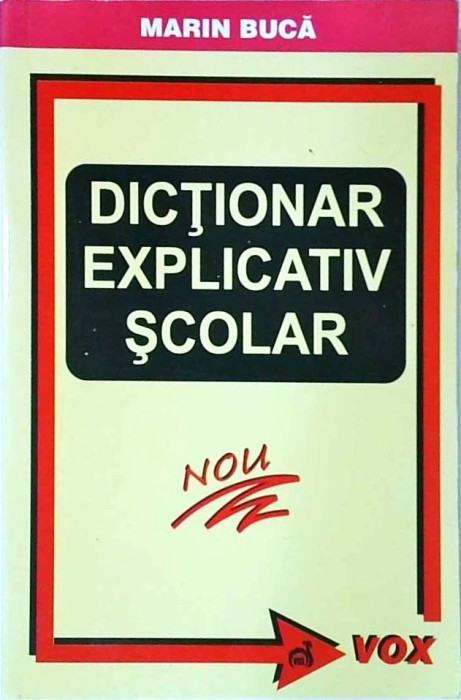 MARIN BUCĂ
DICŢIONAR
EXPLICATIV
ŞCOLAR
NOU
VOX